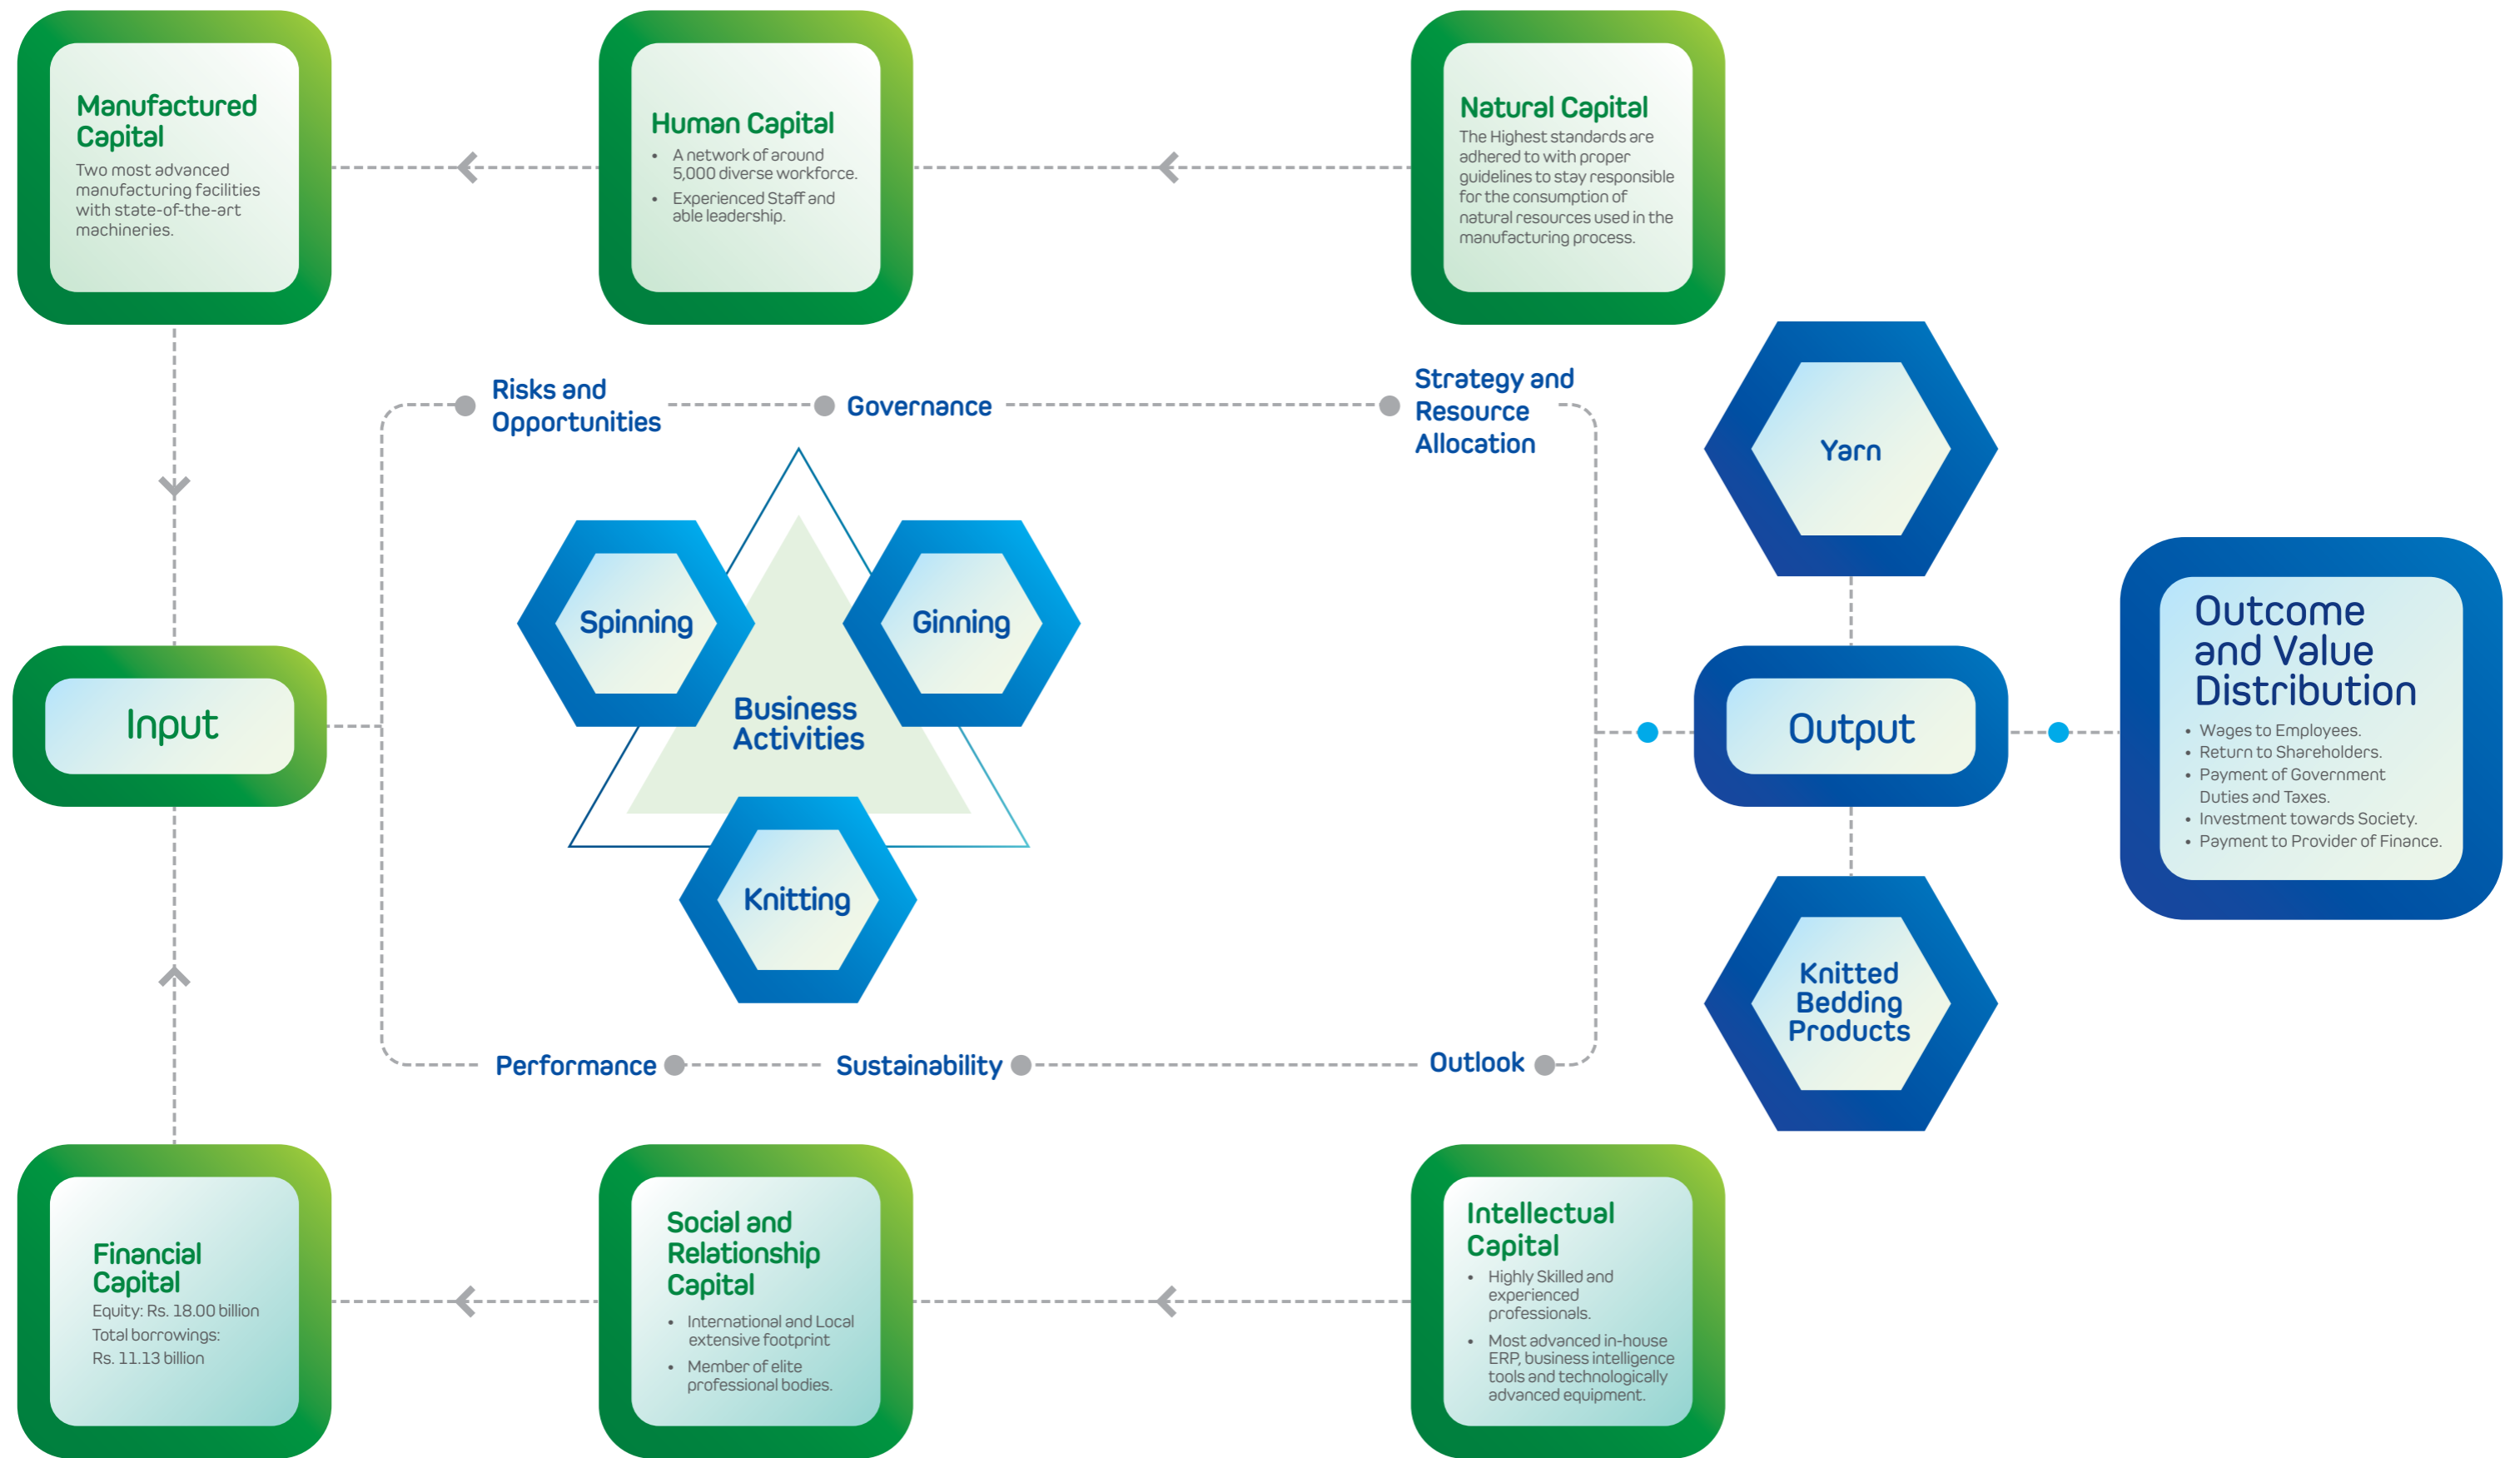 Manufactured
Capital
Two most advanced
manufacturing facilities
with state-of-the-art
machineries.
Human Capital
• A network of around
5,000 diverse workforce.
• Experienced Staff and
able leadership.
Natural Capital
The Highest standards are
adhered to with proper
guidelines to stay responsible
for the consumption of
natural resources used in the
manufacturing process.
Risks and
Opportunities
Governance
Strategy and
Resource
Allocation
Yarn
Spinning
Ginning
Business
Activities
Knitting
Input
Output
Outcome
and Value
Distribution
• Wages to Employees.
• Return to Shareholders.
• Payment of Government
Duties and Taxes.
• Investment towards Society.
• Payment to Provider of Finance.
Knitted
Bedding
Products
Performance
Sustainability
Outlook
Financial
Capital
Equity: Rs. 18.00 billion
Total borrowings:
Rs. 11.13 billion
Social and
Relationship
Capital
• International and Local
extensive footprint
• Member of elite
professional bodies.
Intellectual
Capital
• Highly Skilled and
experienced
professionals.
• Most advanced in-house
ERP, business intelligence
tools and technologically
advanced equipment.